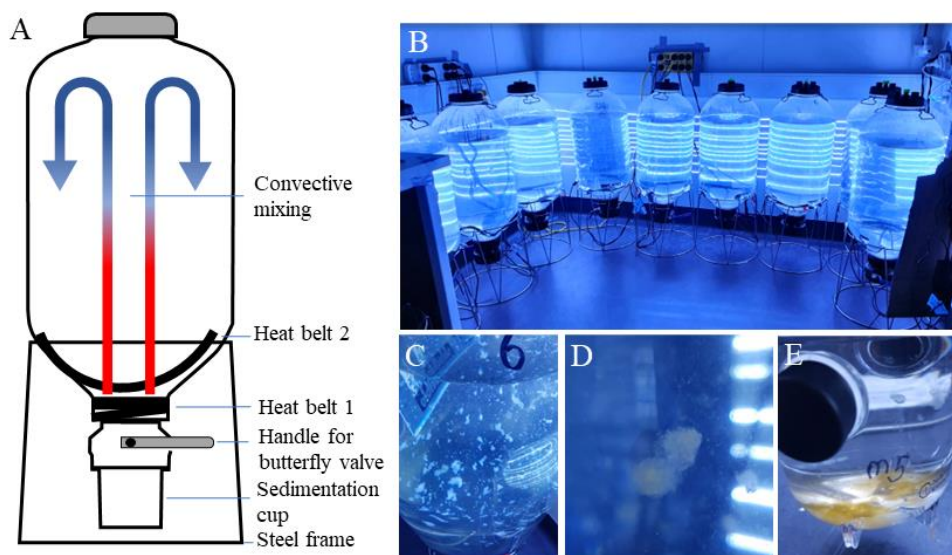 A
Convective
mixing
Heat belt 2
Heat belt 1
Handle for
butterfly valve
Sedimentation
cup
Steel frame
B
C
6
D
E
m5